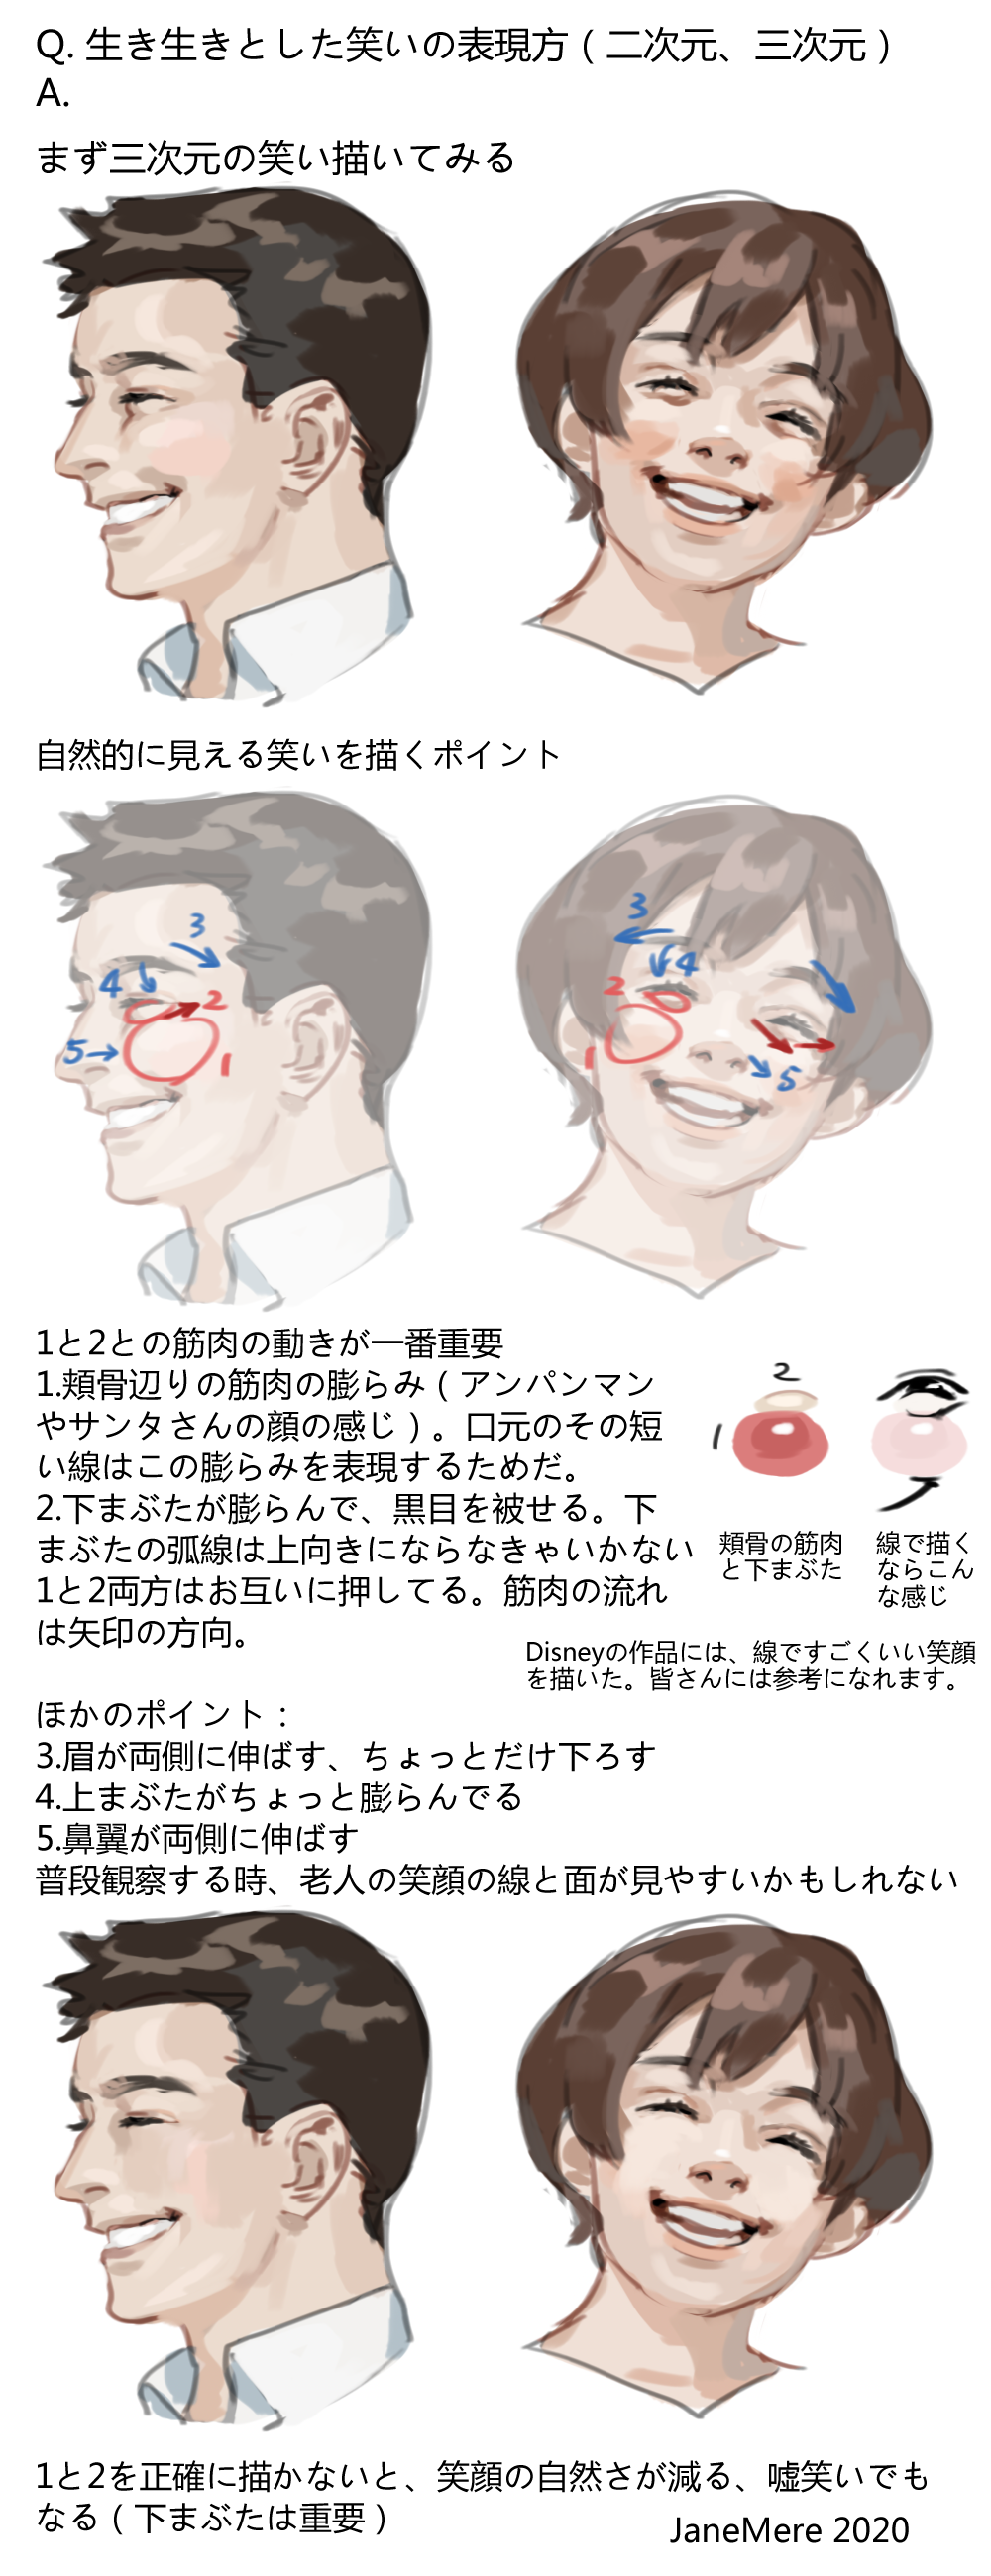 Q. 生き生きとした笑いの表現方（二次元、三次元）
A.
まず三次元の笑い描いてみる
自然的に見える笑いを描くポイント
3
4
2
5
1
3
4
2
1
5
1と2との筋肉の動きが一番重要
1.頬骨辺りの筋肉の膨らみ（アンパンマン
やサンタさんの顔の感じ）。口元のその短
い線はこの膨らみを表現するためだ。
2.下まぶたが膨らんで、黒目を被せる。下
まぶたの弧線は上向きにならなきゃいかない
1と2両方はお互いに押してる。筋肉の流れ
は矢印の方向。
2
1
頬骨の筋肉
と下まぶた
線で描く
ならこん
な感じ
Disneyの作品には、線ですごくいい笑顔
を描いた。皆さんには参考になれます。
ほかのポイント：
3.眉が両側に伸ばす、ちょっとだけ下ろす
4.上まぶたがちょっと膨らんでる
5.鼻翼が両側に伸ばす
普段観察する時、老人の笑顔の線と面が見やすいかもしれない
1と2を正確に描かないと、笑顔の自然さが減る、嘘笑いでも
なる（下まぶたは重要）
JaneMere 2020